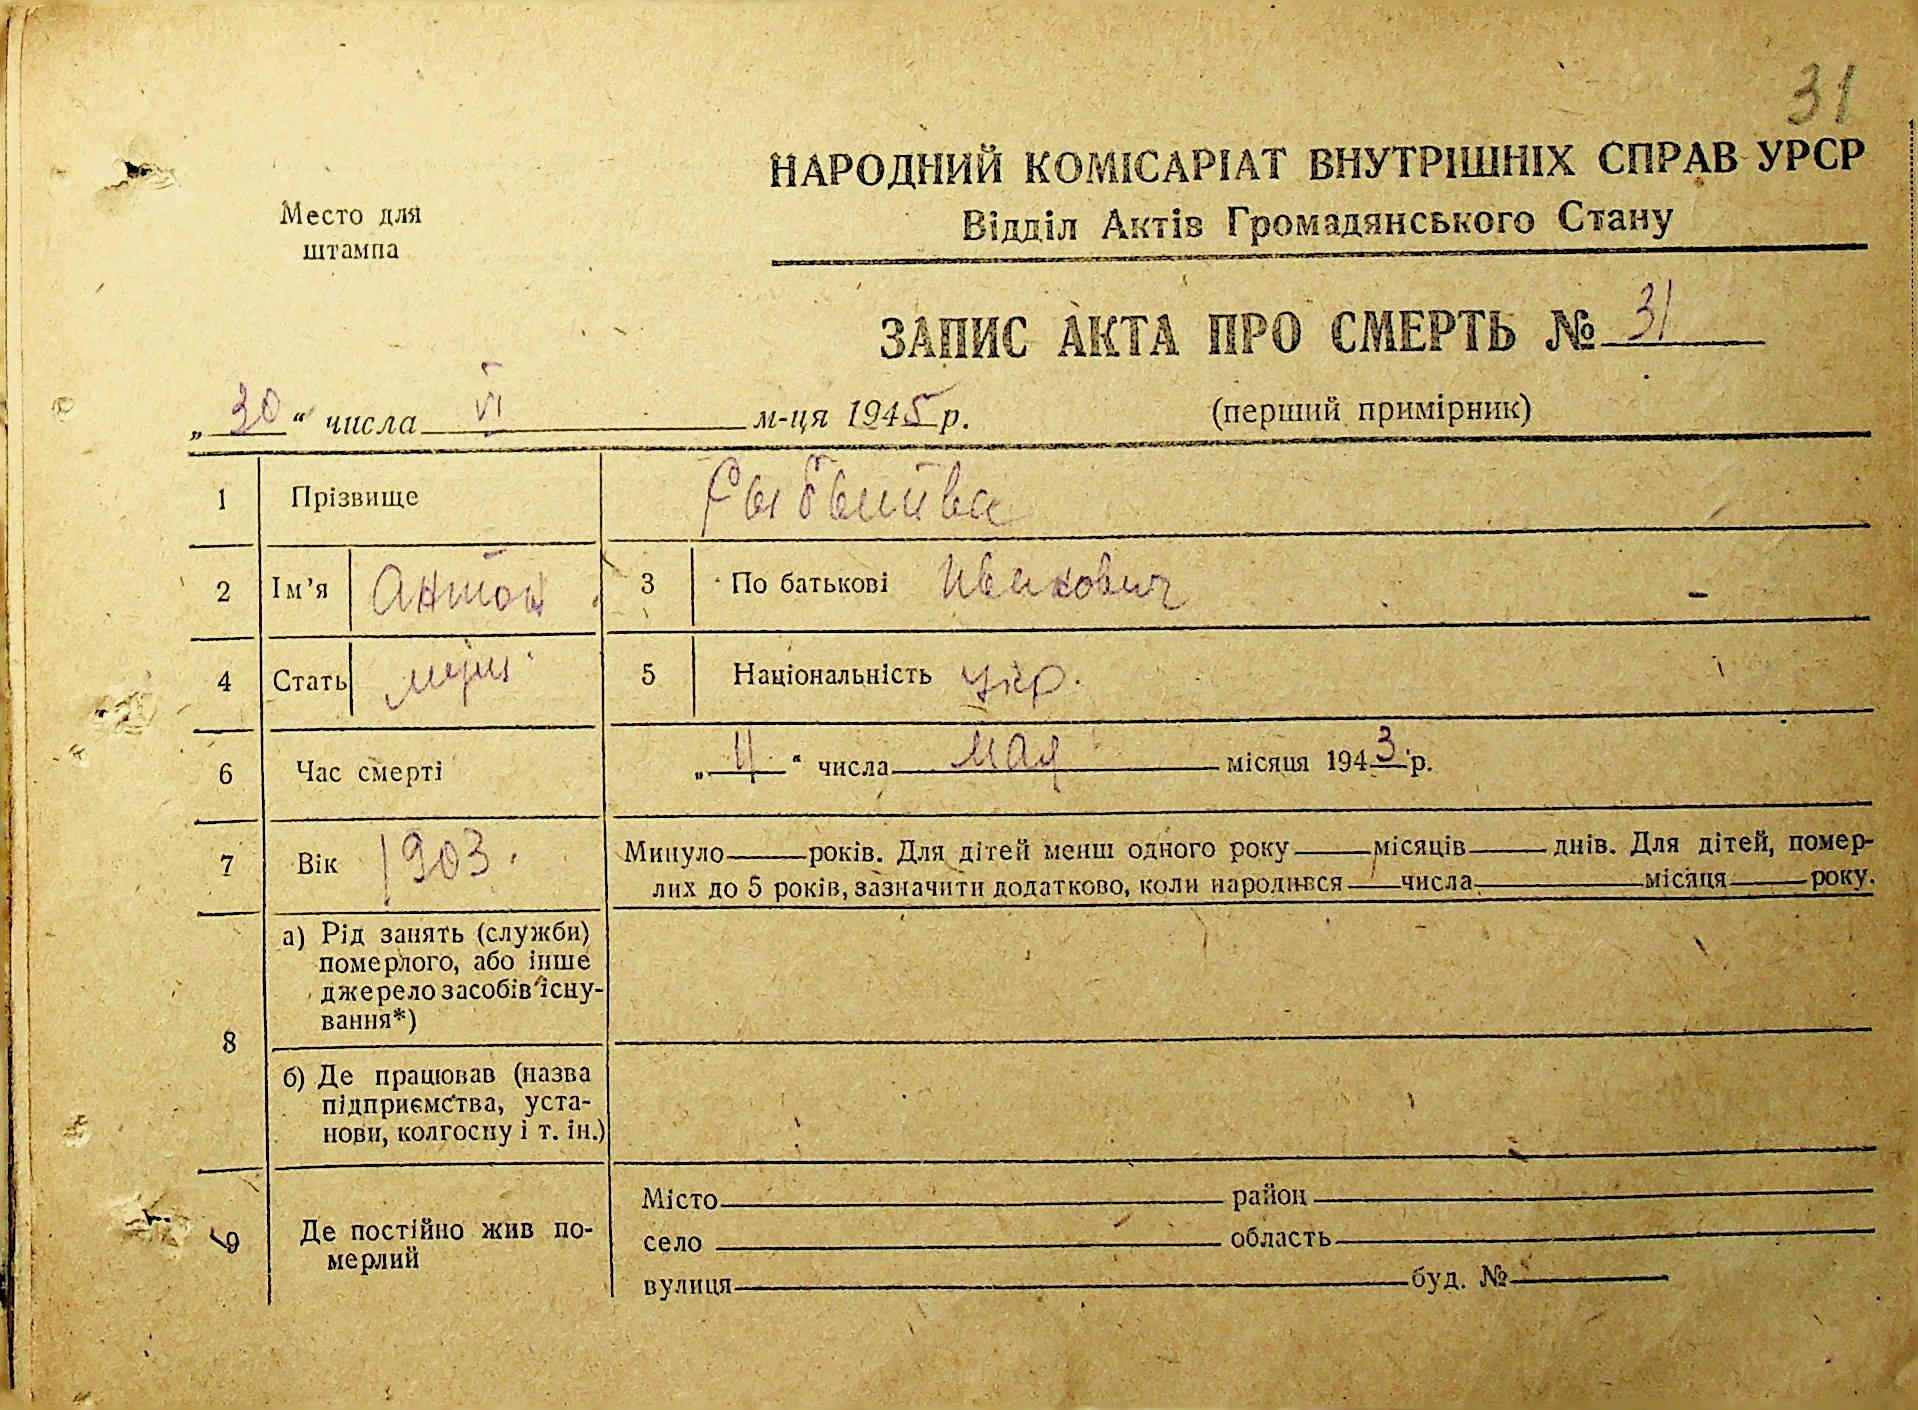 31
НАРОДНИЙ КОМІСАРІАТ ВНУТРІШНІХ СПРАВ УРСР
Відділ Актів Громадянського Стану
Место для
штампа
ЗАПИС АКТА ПРО СМЕРТЬ № 31
„30“ числа VI м-ця 1945 р.
(перший примірник)
1 Прізвище
2 Ім’я Антон 3 По батькові Иванович
4 Стать муж. 5 Національність укр.
6 Час смерті „ “ числа мая місяця 1943 р.
7 Вік 1903. Минуло років. Для дітей менш одного року місяців днів. Для дітей, помер-
лих до 5 років, зазначити додатково, коли народився числа місяця року.
8 а) Рід занять (служби)
померлого, або інше
джерело засобів існу-
вання*)
б) Де працював (назва
підприємства, уста-
нови, колгоспу і т. ін.)
9 Де постійно жив по-
мерлий
Місто район
село область
вулиця буд. №